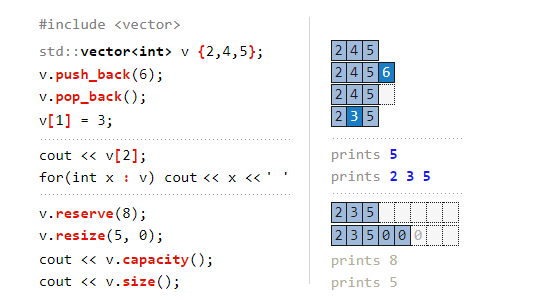 #include <vector>
std::vector<int> v {2,4,5}; 2 4 5
v.push_back(6); 2 4 5 6
v.pop_back(); 2 4 5
v[1] = 3; 2 3 5
cout << v[2]; prints 5
for(int x : v) cout << x << ' ' prints 2 3 5
v.reserve(8); 2 3 5
v.resize(5, 0); 2 3 5 0 0 0
cout << v.capacity(); prints 8
cout << v.size(); prints 5